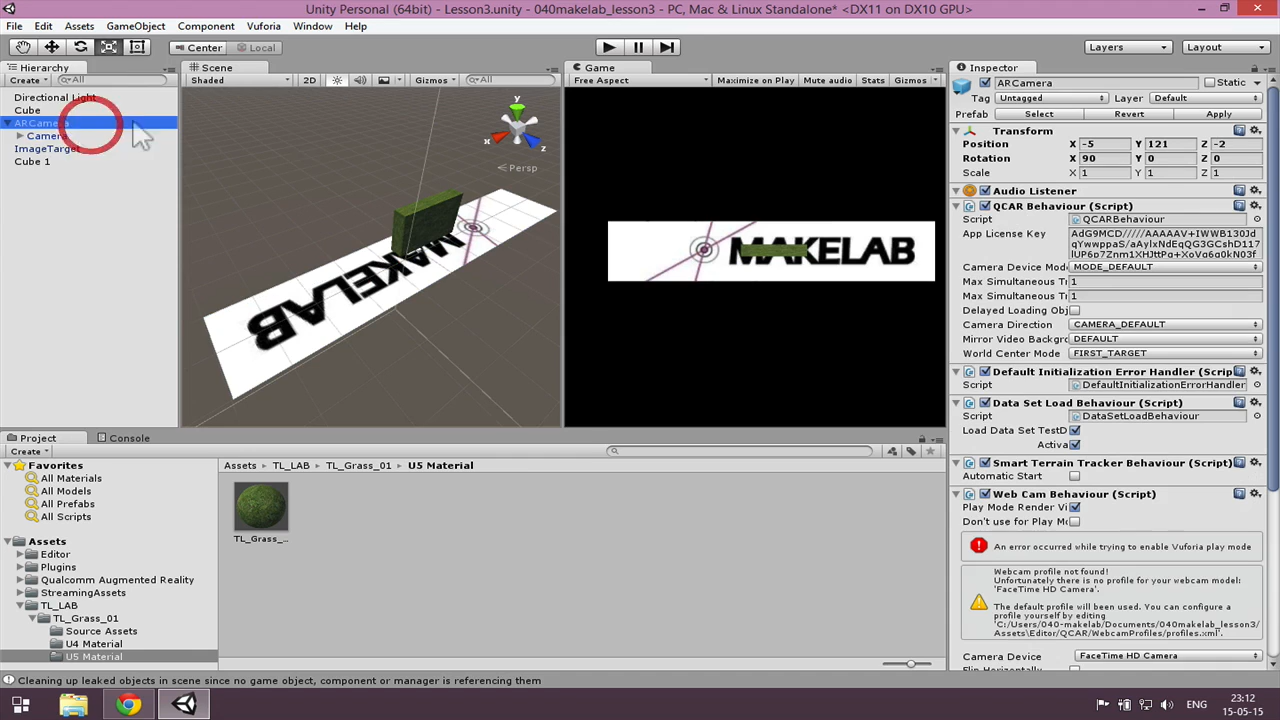 Unity Personal (64bit) - Lesson3.unity - 040makelab_lesson3 - PC, Mac & Linux Standalone* <DX11 on DX10 GPU>
File Edit Assets GameObject Component Vuforia Window Help
Center Local Layers Layout
Hierarchy
Create All
Directional Light
Cube
ARCamera
Camera
ImageTarget
Cube 1
Scene
Shaded 2D Gizmos All
y
x
z
Persp
MAKELAB
Game
Free Aspect Maximize on Play Mute audio Stats Gizmos
MAKELAB
Inspector
ARCamera Static
Tag Untagged Layer Default
Prefab Select Revert Apply
Transform
Position X -5 Y 121 Z -2
Rotation X 90 Y 0 Z 0
Scale X 1 Y 1 Z 1
Audio Listener
QCAR Behaviour (Script)
Script QCARBehaviour
App License Key
Camera Device Mod MODE_DEFAULT
Max Simultaneous Tr 1
Max Simultaneous Tr 1
Delayed Loading Obj
Camera Direction CAMERA_DEFAULT
Mirror Video Backgro DEFAULT
World Center Mode FIRST_TARGET
Default Initialization Error Handler (Scrip
Script DefaultInitializationErrorHandler
Data Set Load Behaviour (Script)
Script DataSetLoadBehaviour
Load Data Set TestD
Activa
Smart Terrain Tracker Behaviour (Script)
Automatic Start
Web Cam Behaviour (Script)
Play Mode Render Vi
Don't use for Play Mo
An error occurred while trying to enable Vuforia play mode
Webcam profile not found!
Unfortunately there is no profile for your webcam model:
'FaceTime HD Camera'.
The default profile will be used. You can configure a
profile yourself by editing
'C:/Users/040-makelab/Documents/040makelab_lesson3/
Assets\Editor/QCAR/WebcamProfiles/profiles.xml'.
Camera Device FaceTime HD Camera
Flip Horizontally
Project Console
Create
Favorites
All Materials
All Models
All Prefabs
All Scripts
Assets
Editor
Plugins
Qualcomm Augmented Reality
StreamingAssets
TL_LAB
TL_Grass_01
Source Assets
U4 Material
U5 Material
Assets TL_LAB TL_Grass_01 U5 Material
TL_Grass_...
Cleaning up leaked objects in scene since no game object, component or manager is referencing them
ENG
23:12
15-05-15